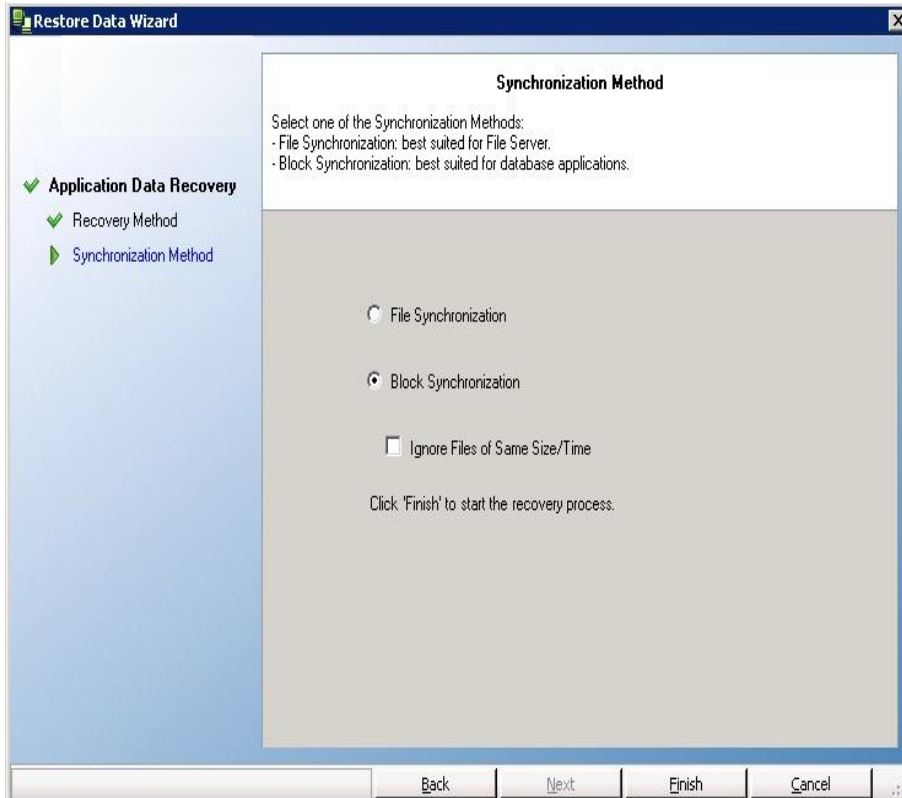 Restore Data Wizard
Application Data Recovery
Recovery Method
Synchronization Method
Synchronization Method
Select one of the Synchronization Methods:
- File Synchronization: best suited for File Server.
- Block Synchronization: best suited for database applications.
File Synchronization
Block Synchronization
Ignore Files of Same Size/Time
Click 'Finish' to start the recovery process.
Back
Next
Finish
Cancel